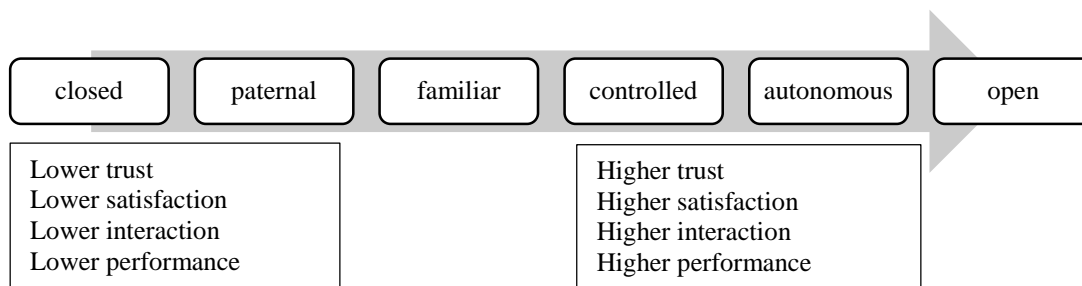 closed
paternal
familiar
controlled
autonomous
open
Lower trust
Lower satisfaction
Lower interaction
Lower performance
Higher trust
Higher satisfaction
Higher interaction
Higher performance